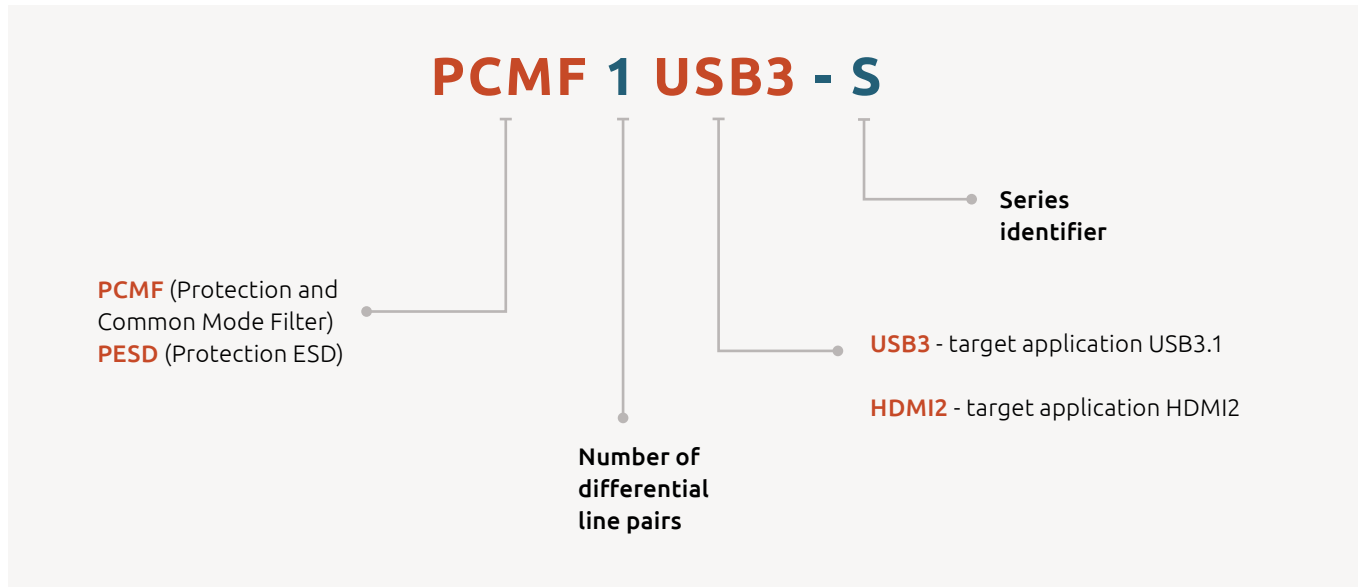 PCMF 1 USB3 - S
Series
identifier
PCMF (Protection and
Common Mode Filter)
PESD (Protection ESD)
USB3 - target application USB3.1
HDMI2 - target application HDMI2
Number of
differential
line pairs